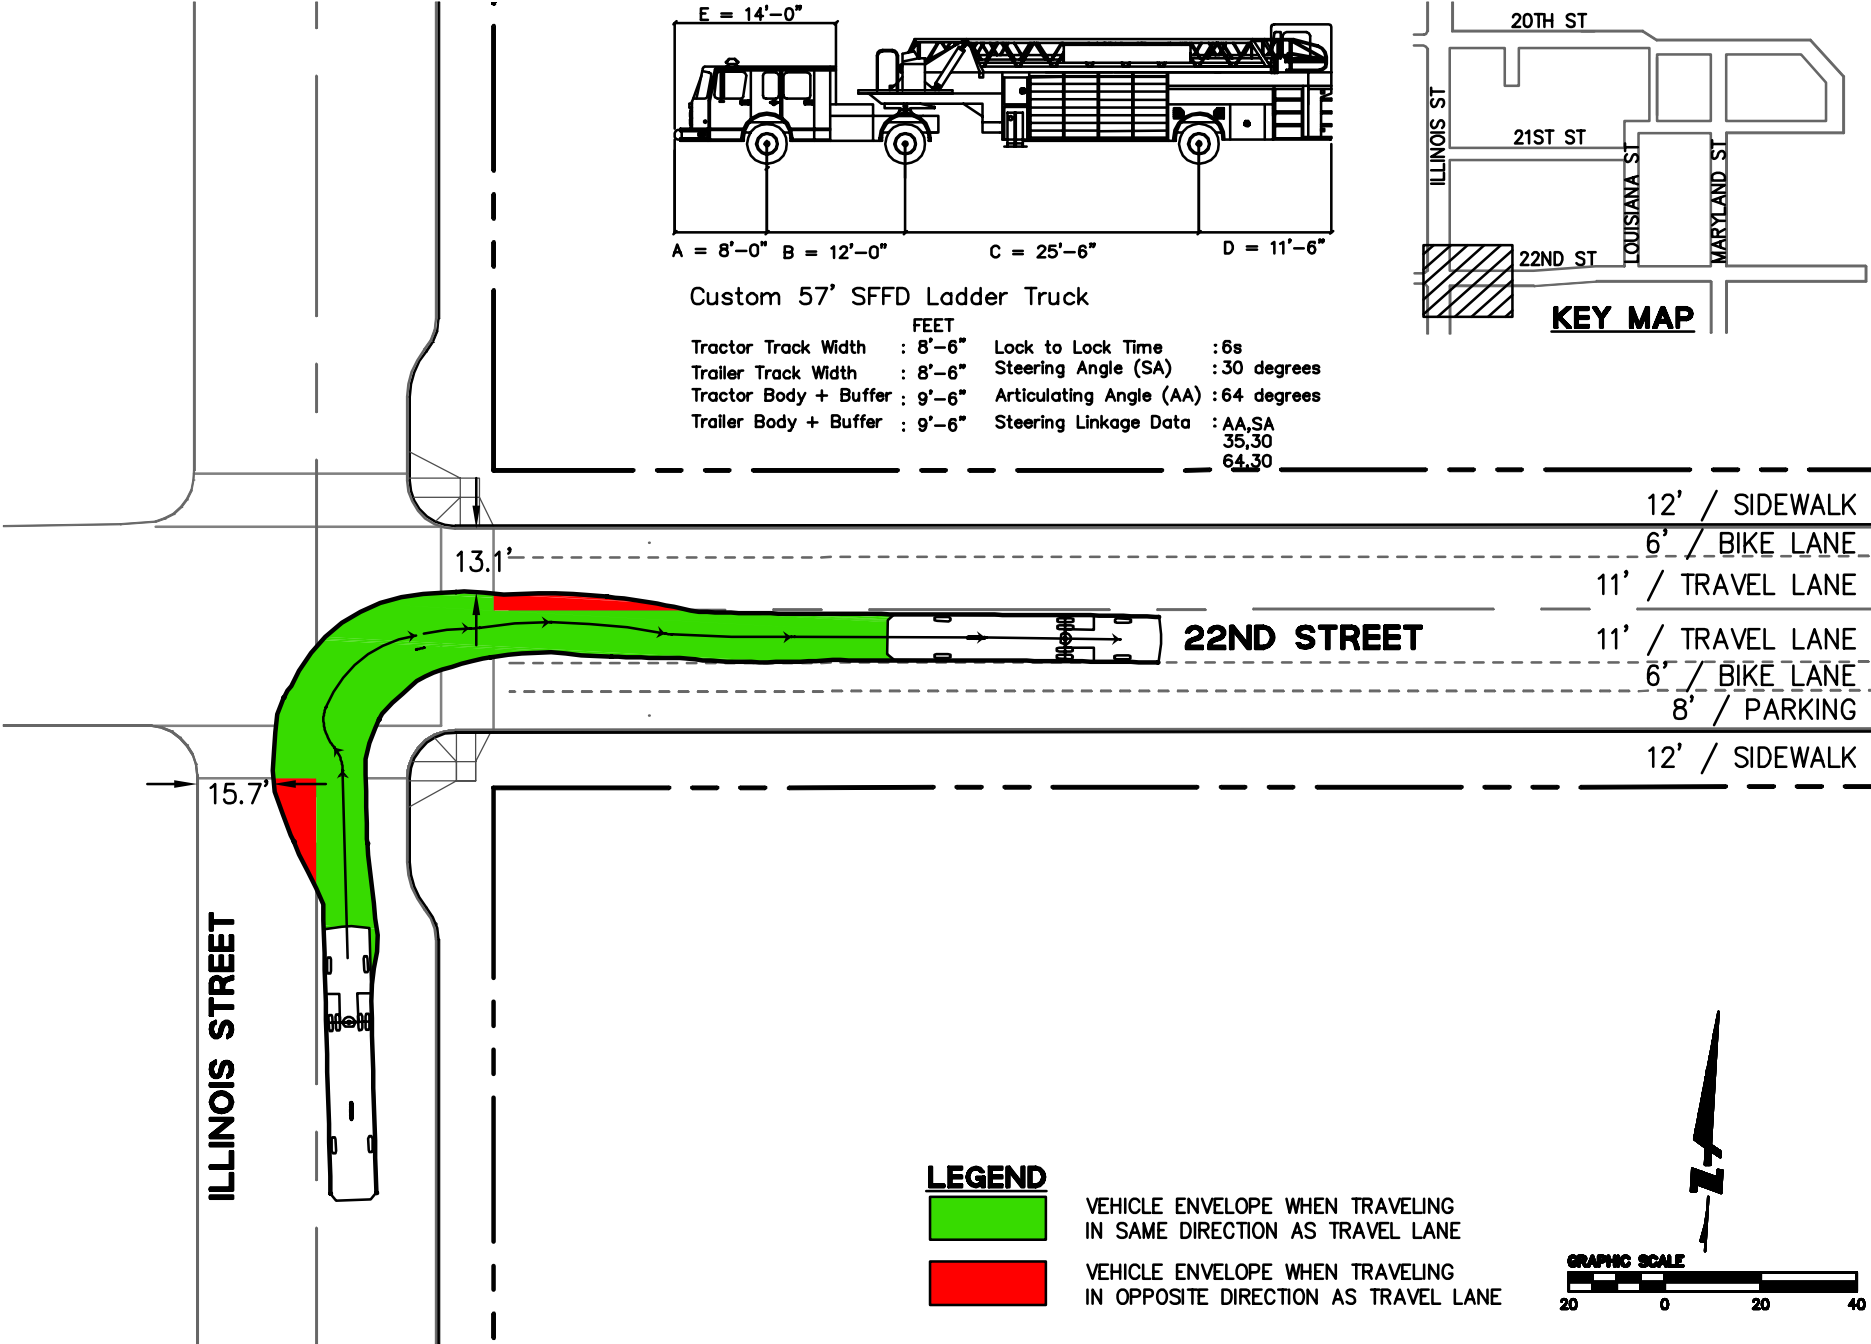 E = 14'-0"
A = 8'-0"
B = 12'-0"
C = 25'-6"
D = 11'-6"
Custom 57' SFFD Ladder Truck
FEET
Tractor Track Width : 8'-6"
Trailer Track Width : 8'-6"
Tractor Body + Buffer : 9'-6"
Trailer Body + Buffer : 9'-6"
Lock to Lock Time : 6s
Steering Angle (SA) : 30 degrees
Articulating Angle (AA) : 64 degrees
Steering Linkage Data : AA,SA
35,30
64,30
20TH ST
ILLINOIS ST
21ST ST
LOUISIANA ST
MARYLAND ST
22ND ST
KEY MAP
12' / SIDEWALK
6' / BIKE LANE
11' / TRAVEL LANE
13.1'
22ND STREET
11' / TRAVEL LANE
6' / BIKE LANE
8' / PARKING
12' / SIDEWALK
15.7'
ILLINOIS STREET
LEGEND
VEHICLE ENVELOPE WHEN TRAVELING
IN SAME DIRECTION AS TRAVEL LANE
VEHICLE ENVELOPE WHEN TRAVELING
IN OPPOSITE DIRECTION AS TRAVEL LANE
N
GRAPHIC SCALE
20 0 20 40